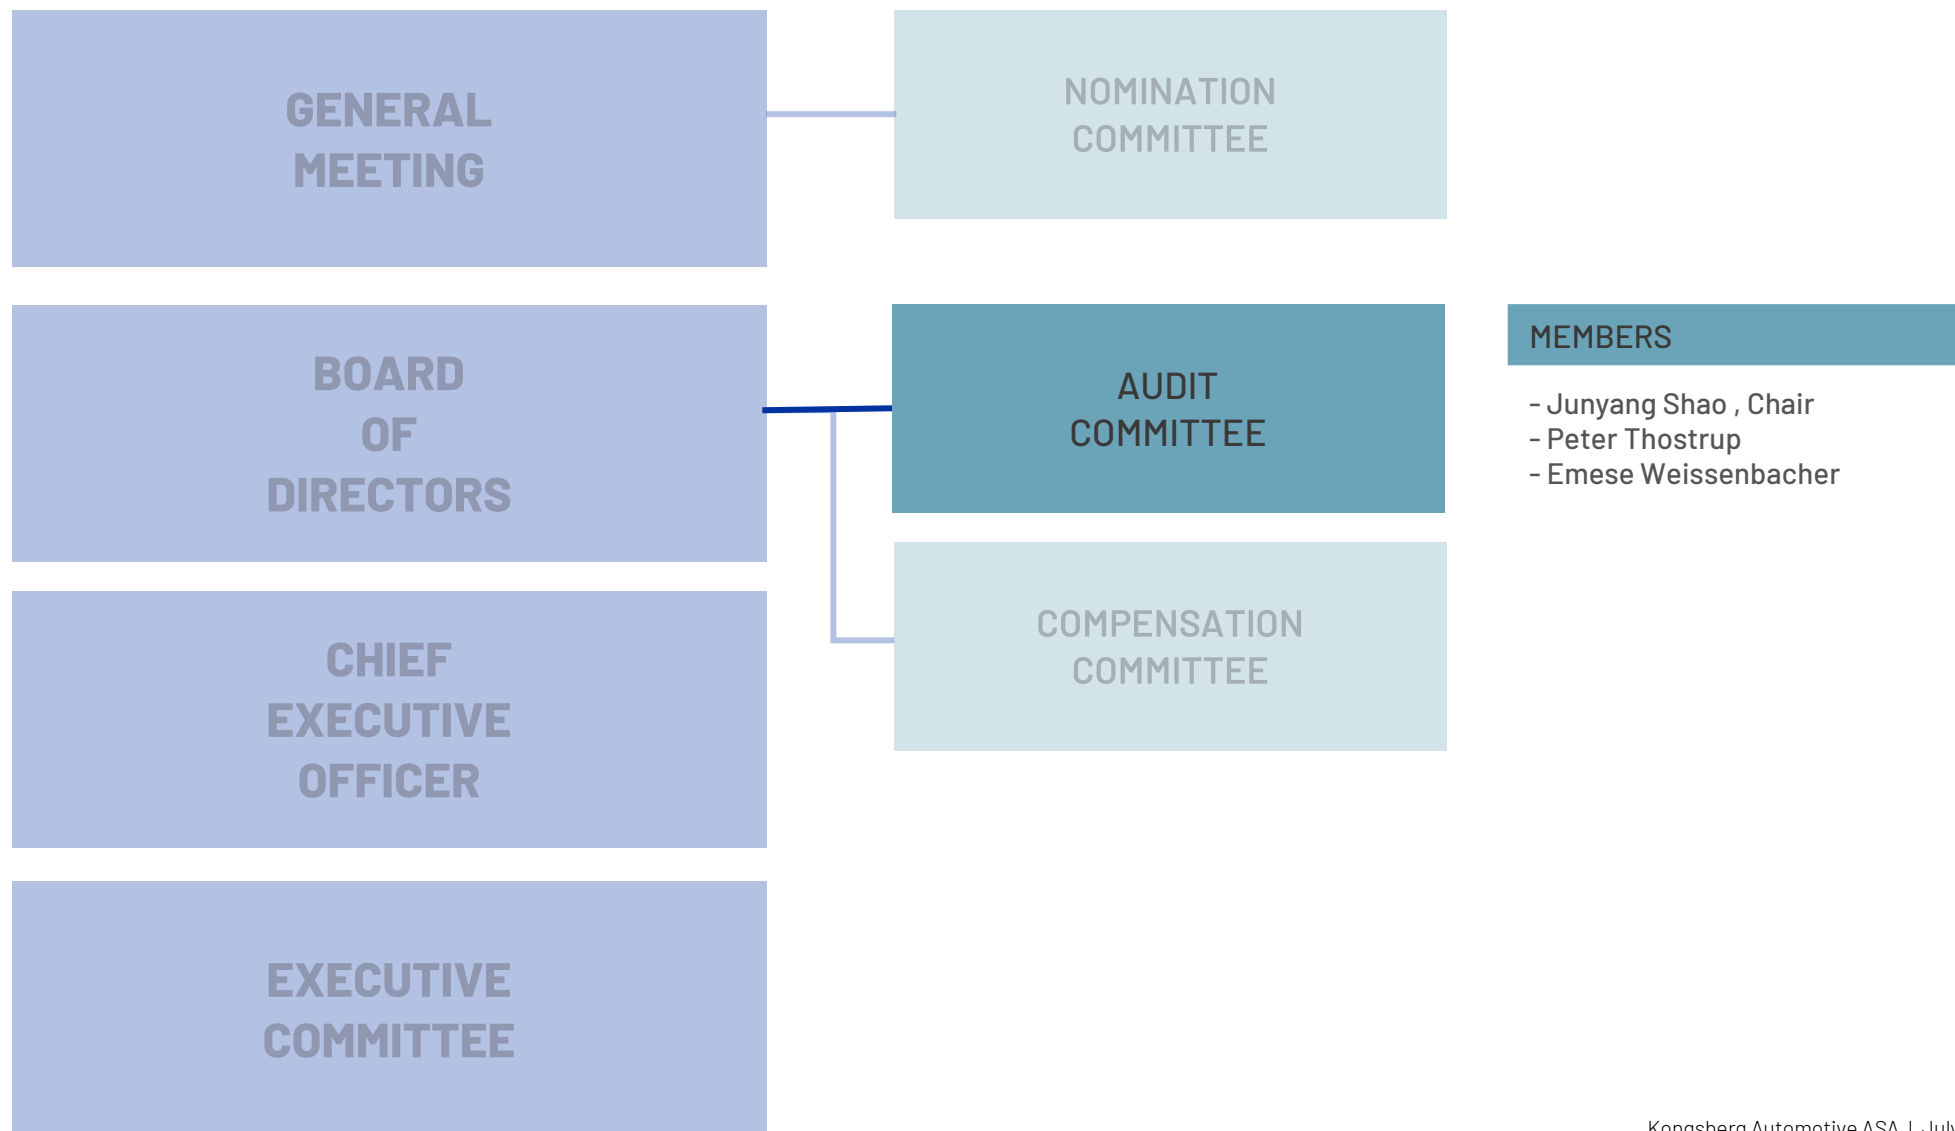 GENERAL
MEETING
NOMINATION
COMMITTEE
BOARD
OF
DIRECTORS
AUDIT
COMMITTEE
MEMBERS
- Junyang Shao , Chair
- Peter Thostrup
- Emese Weissenbacher
CHIEF
EXECUTIVE
OFFICER
COMPENSATION
COMMITTEE
EXECUTIVE
COMMITTEE
Kongsberg Automotive ASA | July